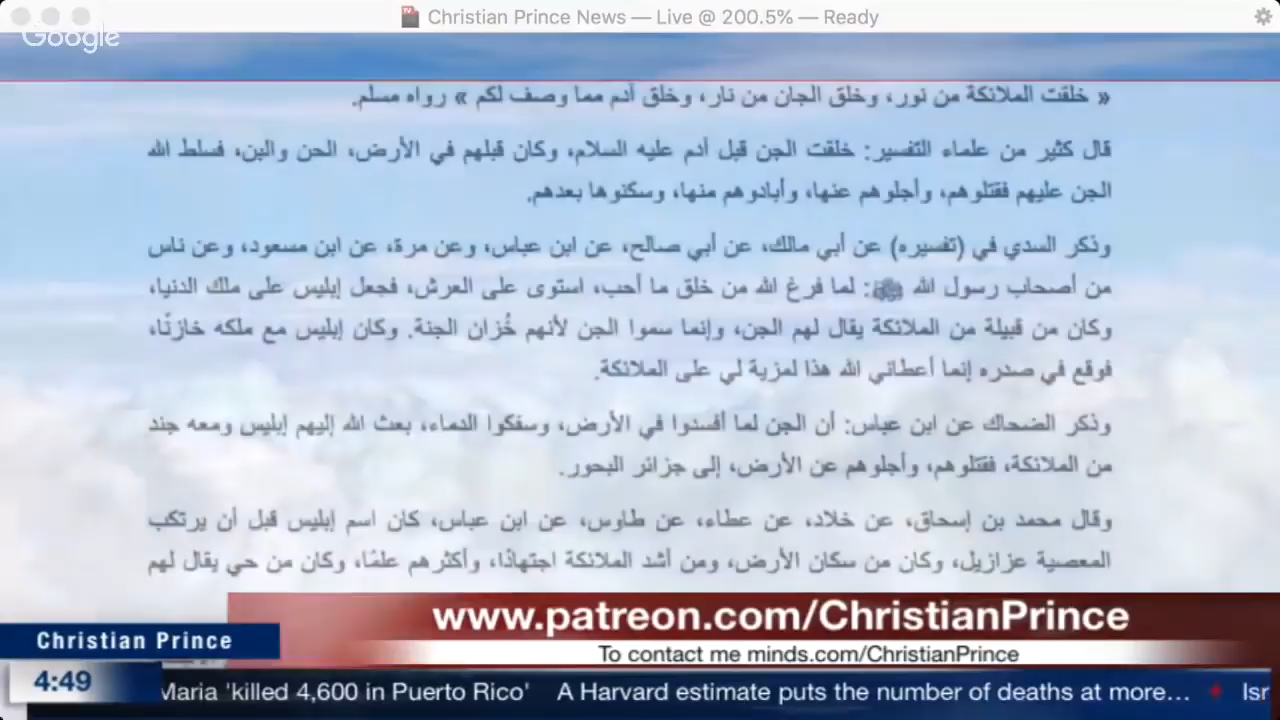 Christian Prince News — Live @ 200.5% — Ready
Google
« خلقت الملائكة من نور، وخلق الجان من نار، وخلق آدم مما وصف لكم » رواه مسلم.
قال كثير من علماء التفسير: خلقت الجن قبل آدم عليه السلام، وكان قبلهم في الأرض، الحن والبن، فسلط الله
الجن عليهم فقتلوهم، وأجلوهم عنها، وأبادوهم منها، وسكنوها بعدهم.
وذكر السدي في (تفسيره) عن أبي مالك، عن أبي صالح، عن ابن عباس، وعن مرة، عن ابن مسعود، وعن ناس
من أصحاب رسول الله ﷺ: لما فرغ الله من خلق ما أحب، استوى على العرش، فجعل إبليس على ملك الدنيا،
وكان من قبيلة من الملائكة يقال لهم الجن، وإنما سموا الجن لأنهم خُزان الجنة. وكان إبليس مع ملكه خازنًا،
فوقع في صدره إنما أعطاني الله هذا لمزية لي على الملائكة.
وذكر الضحاك عن ابن عباس: أن الجن لما أفسدوا في الأرض، وسفكوا الدماء، بعث الله إليهم إبليس ومعه جند
من الملائكة، فقتلوهم، وأجلوهم عن الأرض، إلى جزائر البحور.
وقال محمد بن إسحاق، عن خلاد، عن عطاء، عن طاوس، عن ابن عباس، كان اسم إبليس قبل أن يرتكب
المعصية عزازيل، وكان من سكان الأرض، ومن أشد الملائكة اجتهادًا، وأكثرهم علمًا، وكان من حي يقال لهم
www.patreon.com/ChristianPrince
Christian Prince
To contact me minds.com/ChristianPrince
4:49
Maria 'killed 4,600 in Puerto Rico' A Harvard estimate puts the number of deaths at more... Isr